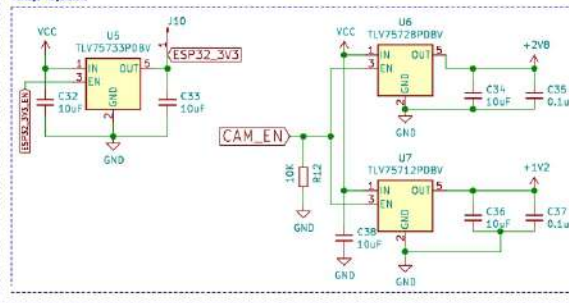 VCC
U5
TLV75733PDBV
J10
1
ESP32_3V3
1 IN OUT 5
3 EN
GND
2
C32
10uF
C33
10uF
ESP32_3V3_EN
GND
VCC
U6
TLV75728PDBV
+2V8
1 IN OUT 5
3 EN
GND
2
C34
10uF
C35
0.1u
GND
CAM_EN
10K
R12
GND
U7
TLV75712PDBV
+1V2
1 IN OUT 5
3 EN
GND
2
C36
10uF
C37
0.1u
C38
10uF
GND
GND